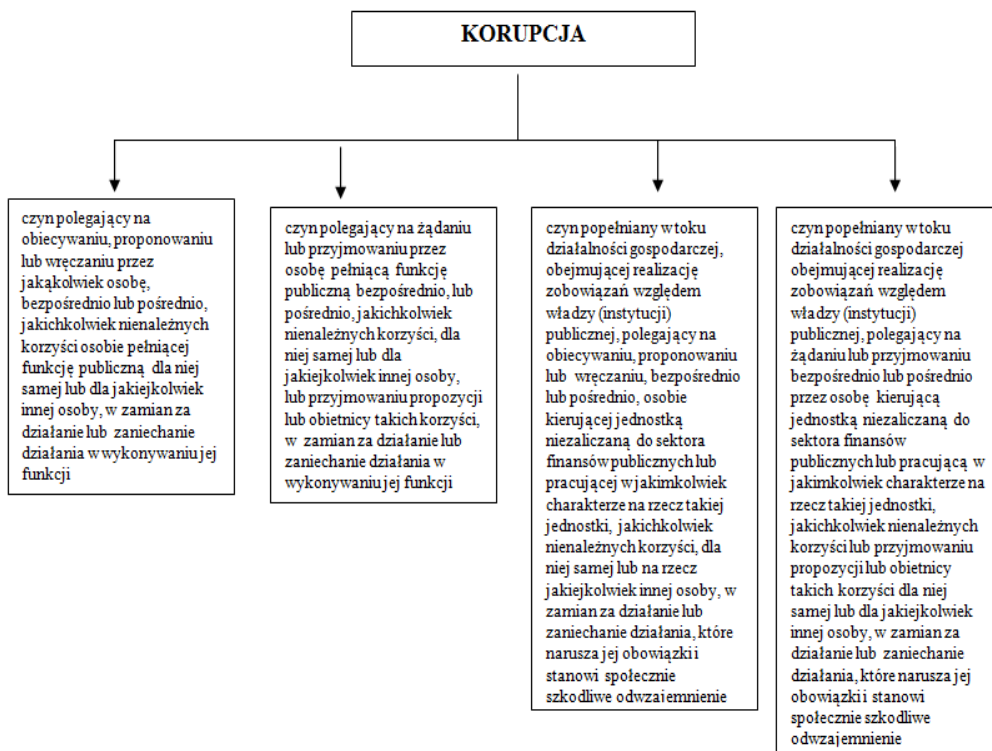 KORUPCJA
czyn polegający na
obiecywaniu, proponowaniu
lub wręczaniu przez
jakąkolwiek osobę,
bezpośrednio lub pośrednio,
jakichkolwiek nienależnych
korzyści osobie pełniącej
funkcję publiczną dla niej
samej lub dla jakiejkolwiek
innej osoby, w zamian za
działanie lub zaniechanie
działania w wykonywaniu jej
funkcji
czyn polegający na żądaniu
lub przyjmowaniu przez
osobę pełniącą funkcję
publiczną bezpośrednio, lub
pośrednio, jakichkolwiek
nienależnych korzyści, dla
niej samej lub dla
jakiejkolwiek innej osoby,
lub przyjmowaniu propozycji
lub obietnicy takich korzyści,
w zamian za działanie lub
zaniechanie działania w
wykonywaniu jej funkcji
czyn popełniany w toku
działalności gospodarczej,
obejmującej realizację
zobowiązań względem
władzy (instytucji)
publicznej, polegający na
obiecywaniu, proponowaniu
lub wręczaniu, bezpośrednio
lub pośrednio, osobie
kierującej jednostką
niezaliczaną do sektora
finansów publicznych lub
pracującej w jakimkolwiek
charakterze na rzecz takiej
jednostki, jakichkolwiek
nienależnych korzyści, dla
niej samej lub na rzecz
jakiejkolwiek innej osoby, w
zamian za działanie lub
zaniechanie działania, które
narusza jej obowiązki i
stanowi społecznie
szkodliwe odwzajemnienie
czyn popełniany w toku
działalności gospodarczej
obejmującej realizację
zobowiązań względem
władzy (instytucji)
publicznej, polegający na
żądaniu lub przyjmowaniu
bezpośrednio lub pośrednio
przez osobę kierującą
jednostką niezaliczaną do
sektora finansów
publicznych lub pracującą w
jakimkolwiek charakterze na
rzecz takiej jednostki,
jakichkolwiek nienależnych
korzyści lub przyjmowaniu
propozycji lub obietnicy
takich korzyści dla niej
samej lub dla jakiejkolwiek
innej osoby, w zamian za
działanie lub zaniechanie
działania, które narusza jej
obowiązki i stanowi
społecznie szkodliwe
odwzajemnienie